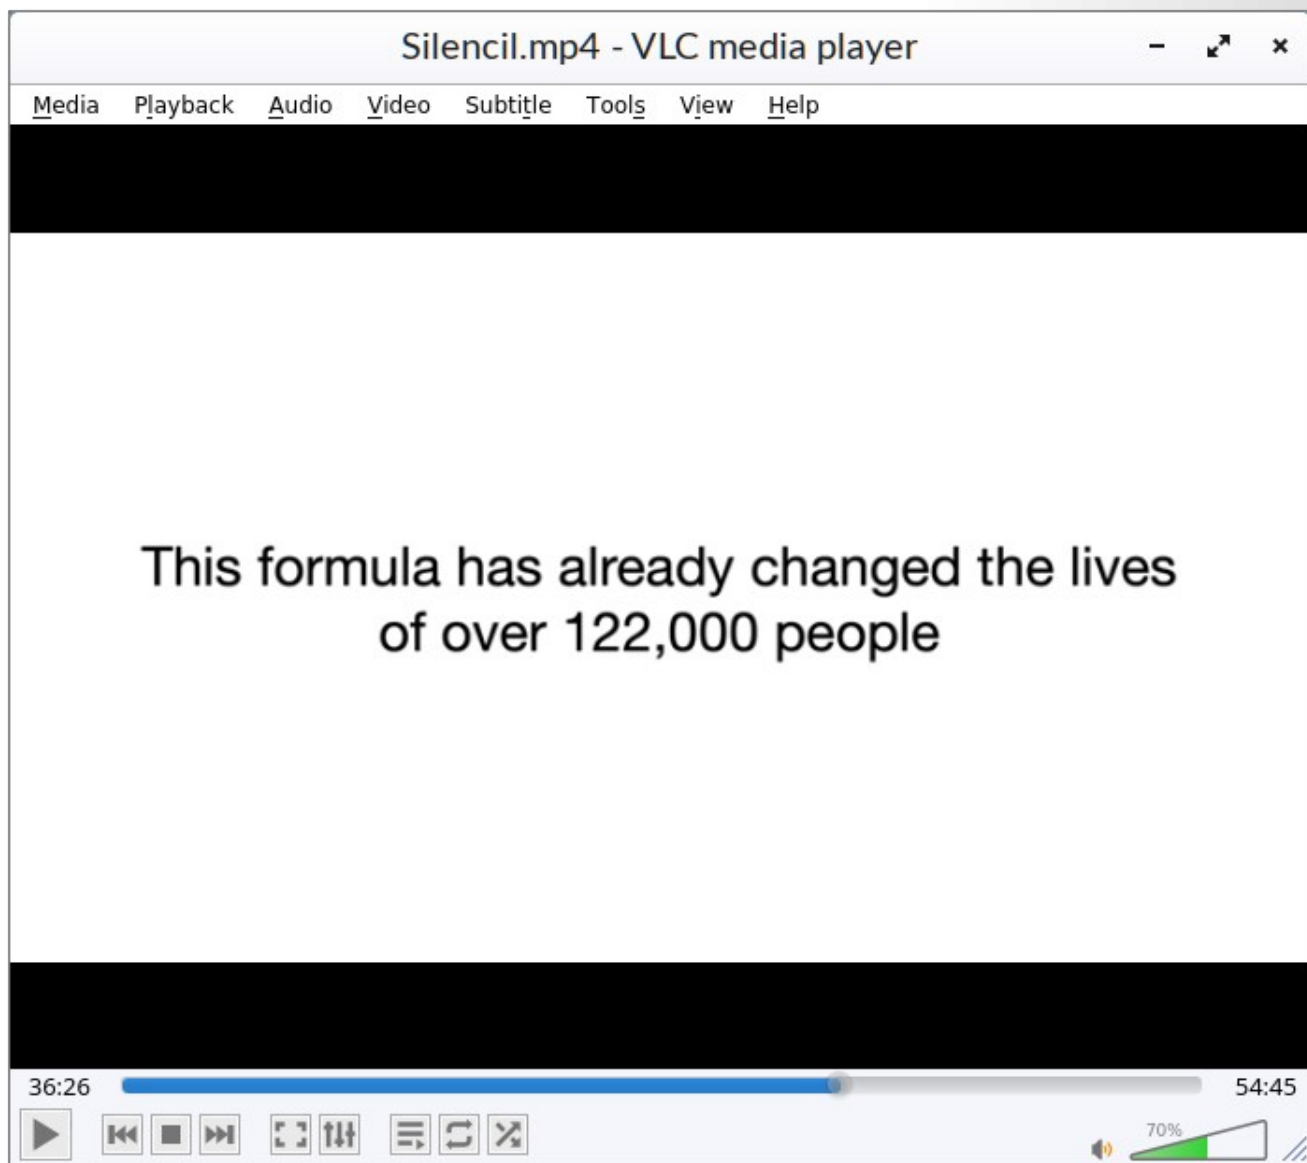 Silencil.mp4 - VLC media player
Media Playback Audio Video Subtitle Tools View Help
This formula has already changed the lives
of over 122,000 people
36:26 54:45
70%